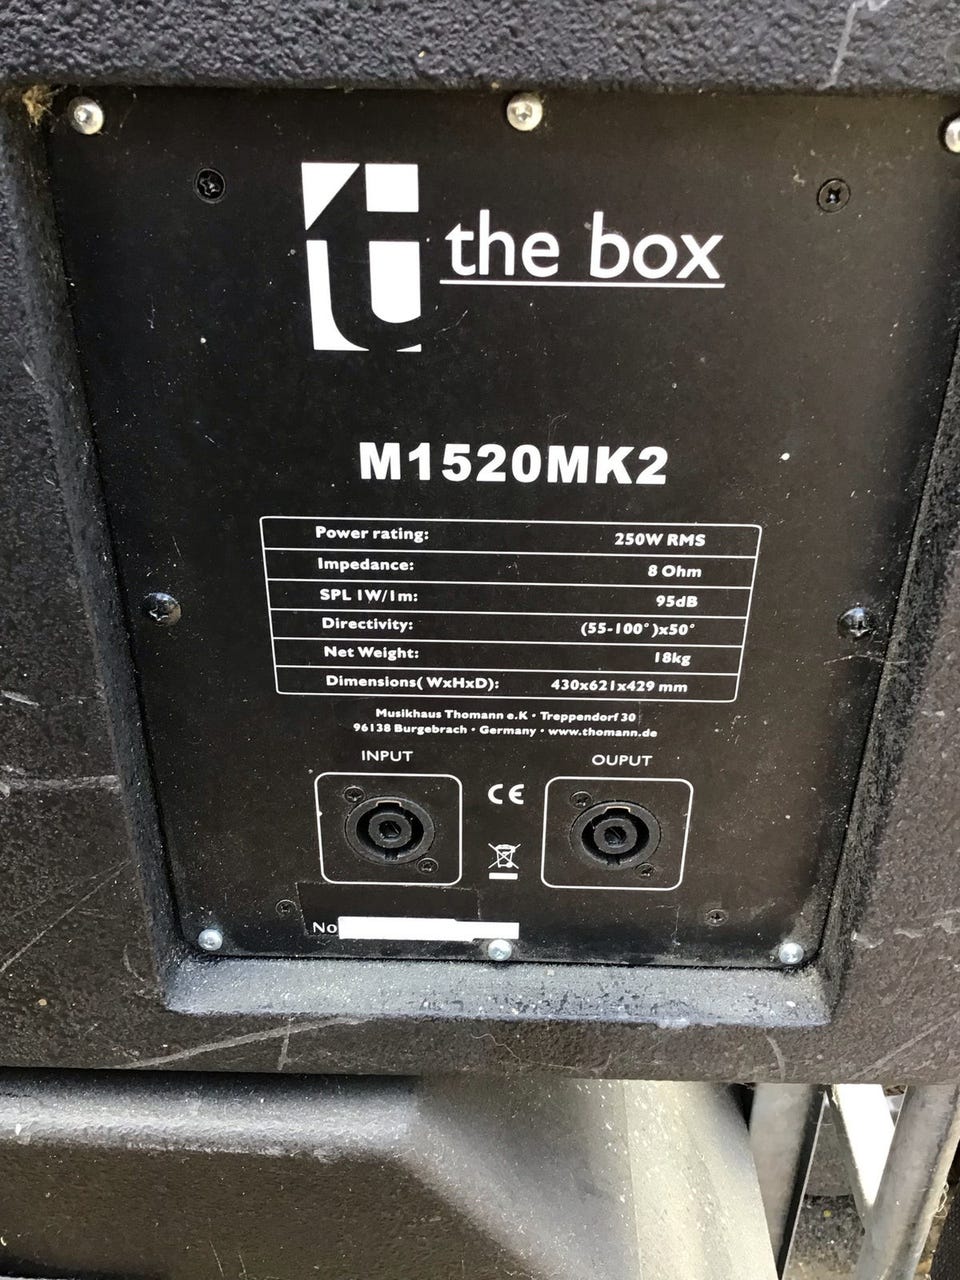 the box
M1520MK2
Power rating: 250W RMS
Impedance: 8 Ohm
SPL 1W/1m: 95dB
Directivity: (55-100°)x50°
Net Weight: 18kg
Dimensions( WxHxD): 430x621x429 mm
Musikhaus Thomann e.K · Treppendorf 30
96138 Burgebrach · Germany · www.thomann.de
INPUT OUPUT
CE
No